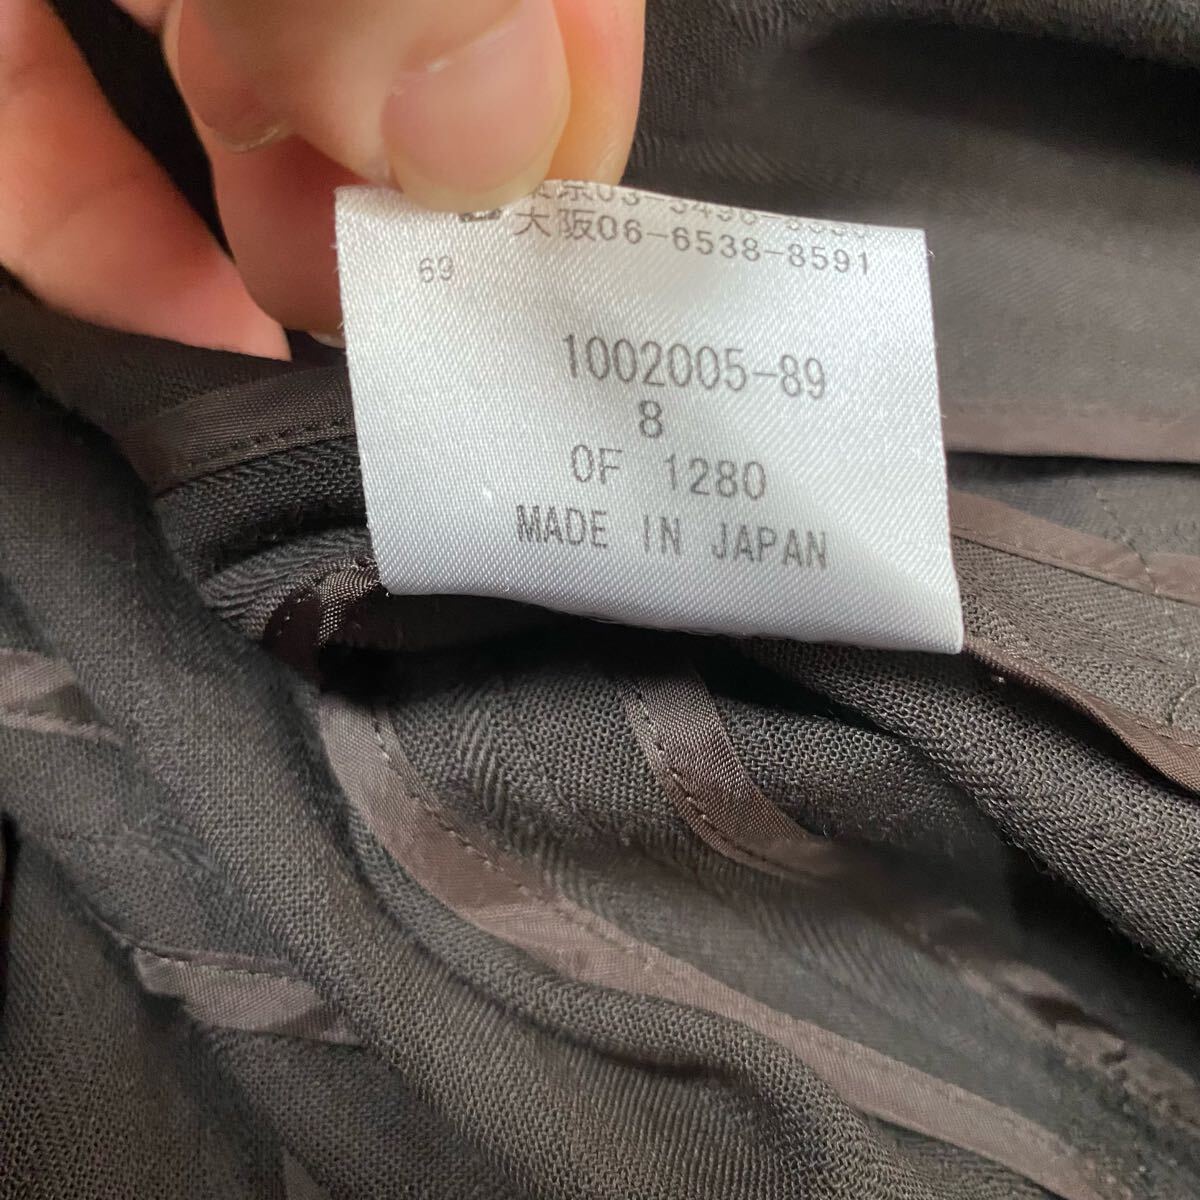 大阪06-6538-8591
69
1002005-89
8
OF 1280
MADE IN JAPAN